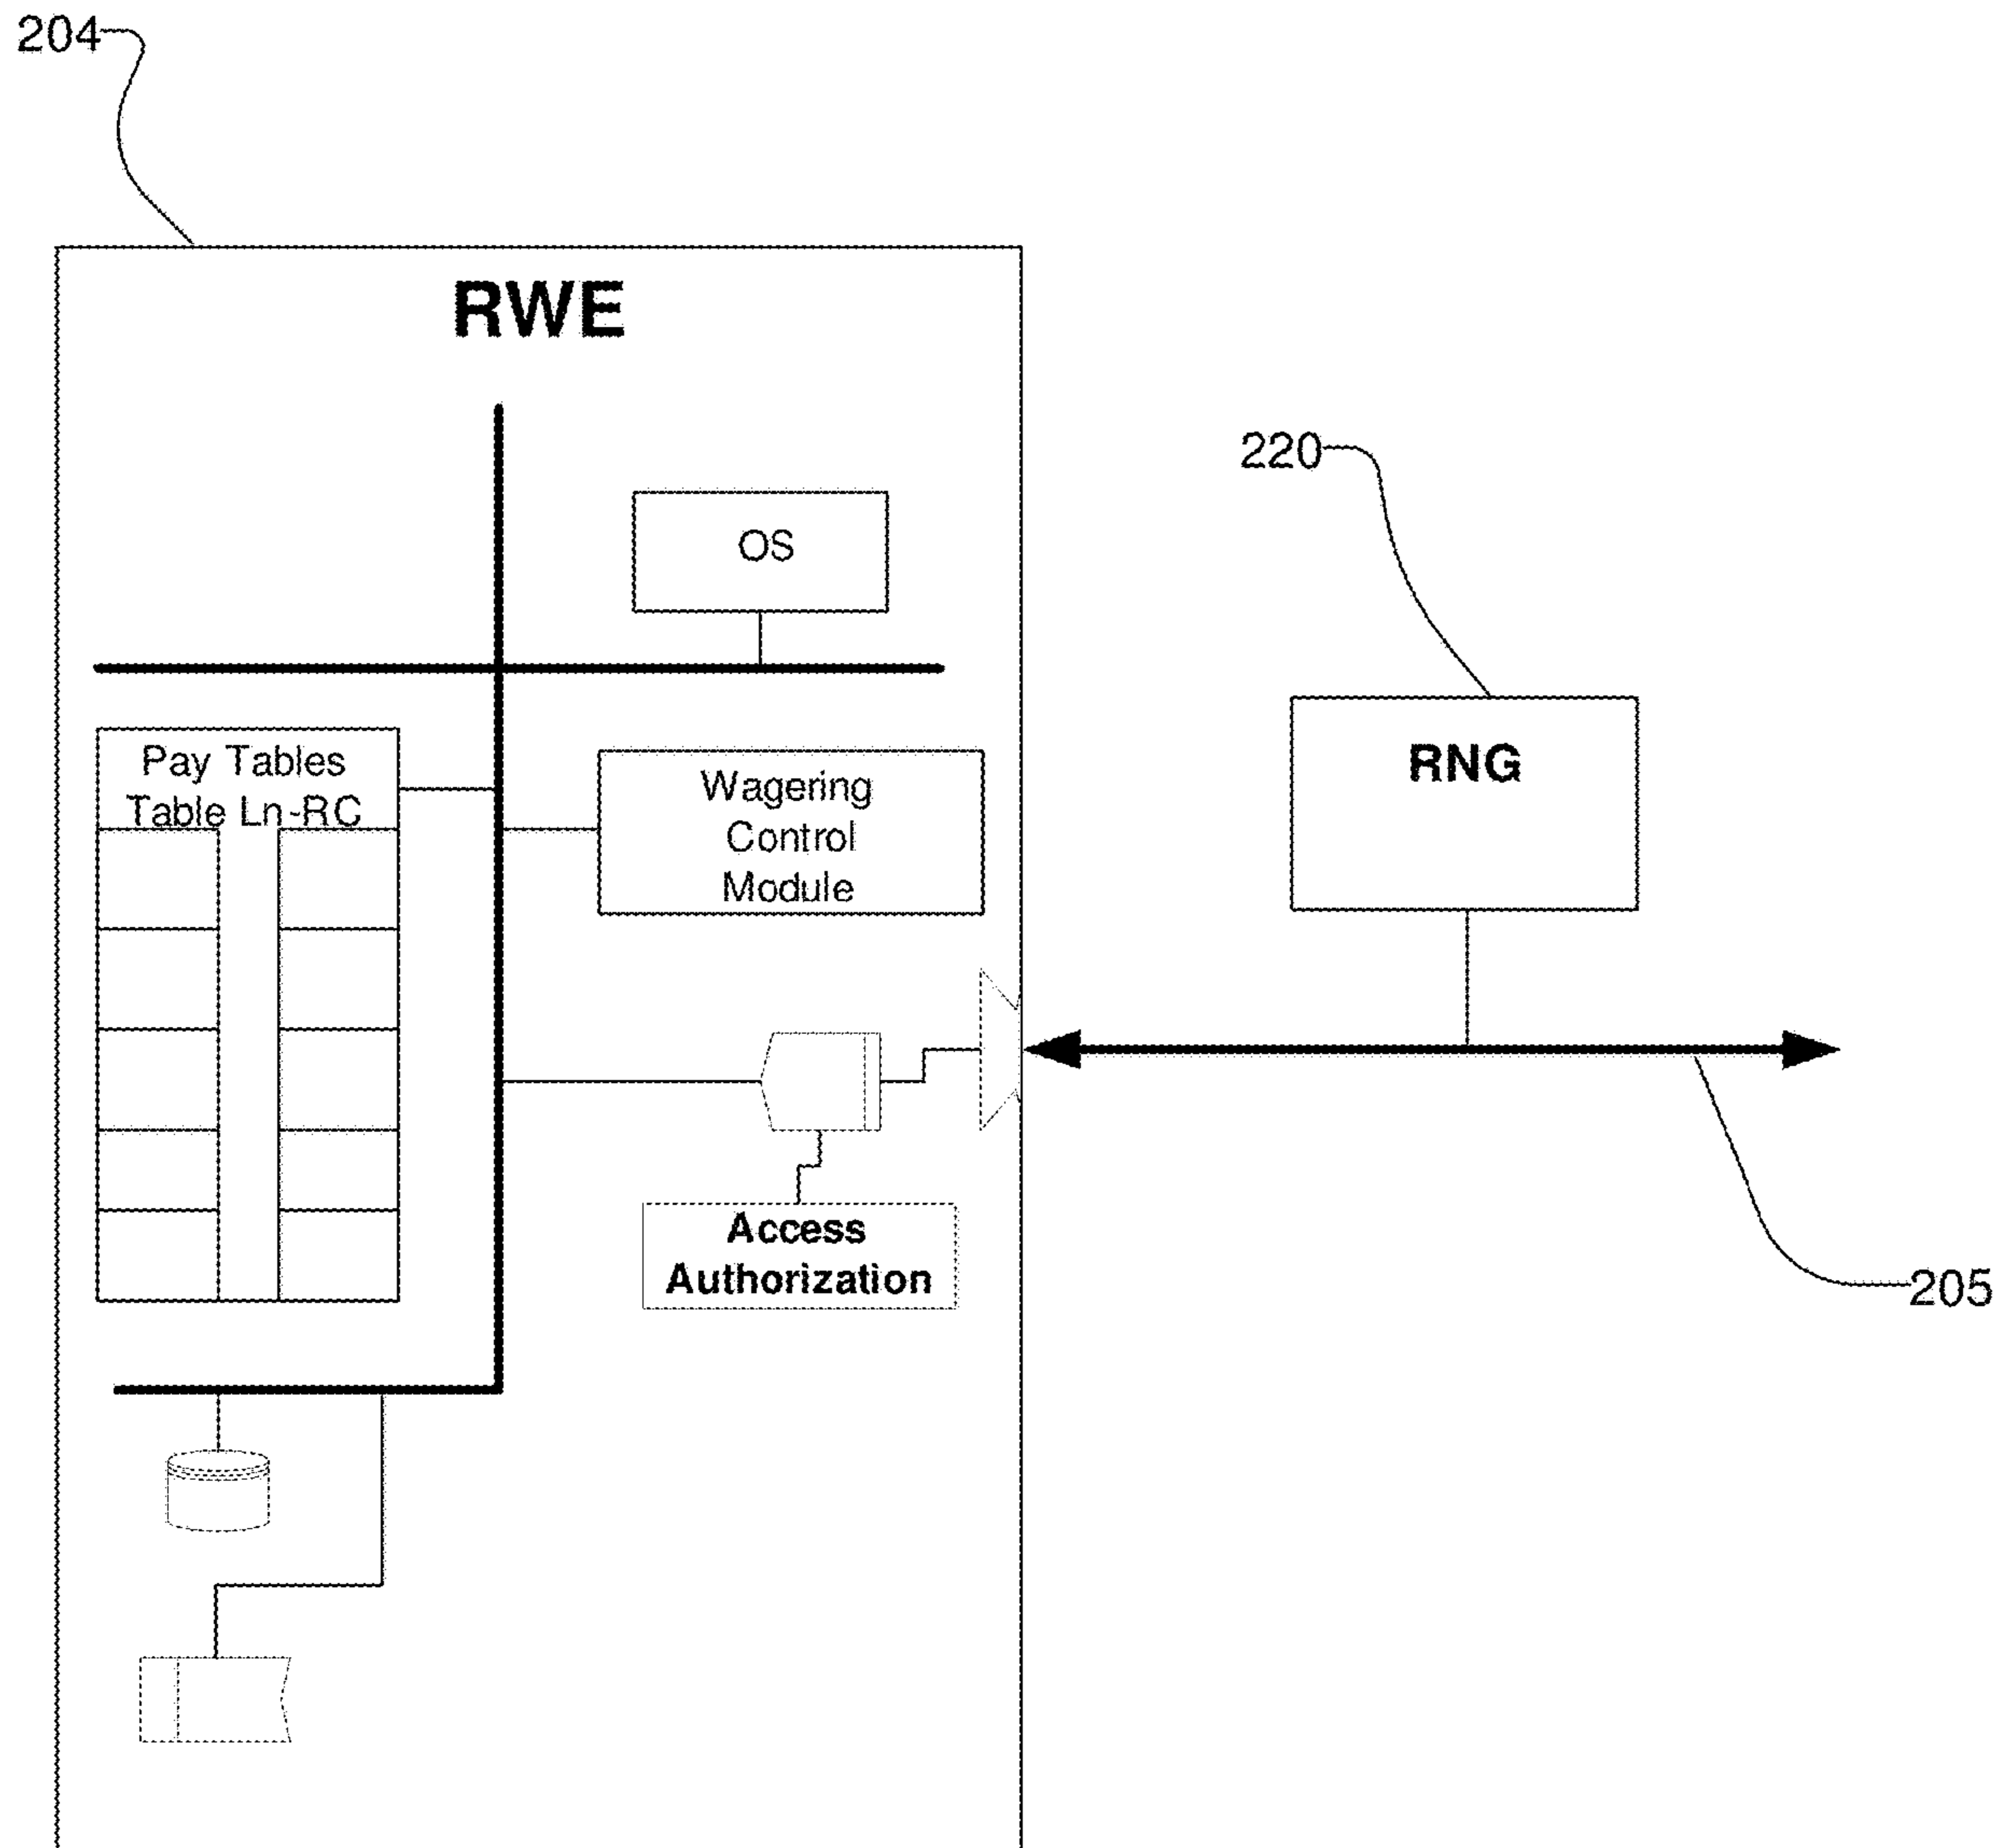 204
RWE
OS
220
Pay Tables
Table Ln-RC
Wagering
Control
Module
RNG
Access
Authorization
205